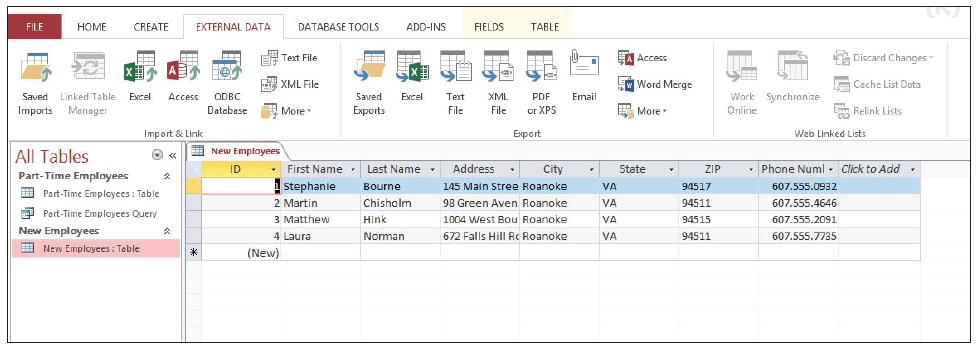 FILE HOME CREATE EXTERNAL DATA DATABASE TOOLS ADD-INS FIELDS TABLE
Saved Imports
Linked Table Manager
Excel
Access
ODBC Database
Text File
XML File
More
Import & Link
Saved Exports
Excel
Text File
XML File
PDF or XPS
Email
Access
Word Merge
More
Export
Work Online
Synchronize
Discard Changes
Cache List Data
Relink Lists
Web Linked Lists
All Tables «
Part-Time Employees
Part-Time Employees : Table
Part-Time Employees Query
New Employees
New Employees : Table
New Employees
ID First Name Last Name Address City State ZIP Phone Numl Click to Add
1 Stephanie Bourne 145 Main Stree Roanoke VA 94517 607.555.0932
2 Martin Chisholm 98 Green Aven Roanoke VA 94511 607.555.4646
3 Matthew Hink 1004 West Bou Roanoke VA 94515 607.555.2091
4 Laura Norman 672 Falls Hill Rc Roanoke VA 94511 607.555.7735
* (New)